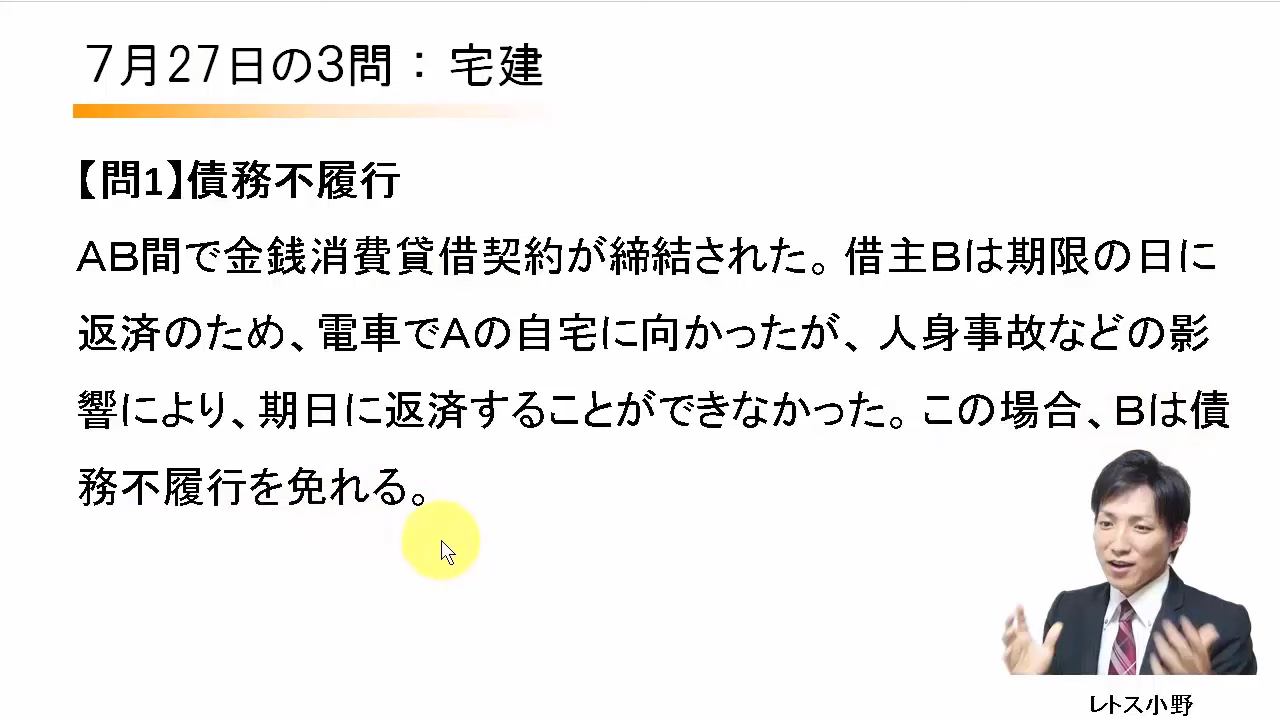 7月27日の3問：宅建
【問1】債務不履行
ＡＢ間で金銭消費貸借契約が締結された。借主Ｂは期限の日に
返済のため、電車でＡの自宅に向かったが、人身事故などの影
響により、期日に返済することができなかった。この場合、Ｂは債
務不履行を免れる。
レトス小野